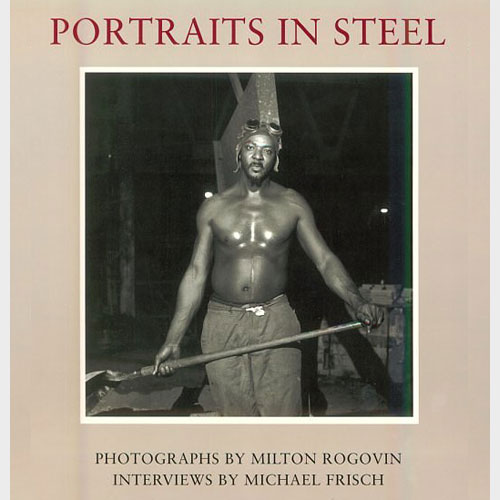 PORTRAITS IN STEEL
PHOTOGRAPHS BY MILTON ROGOVIN
INTERVIEWS BY MICHAEL FRISCH